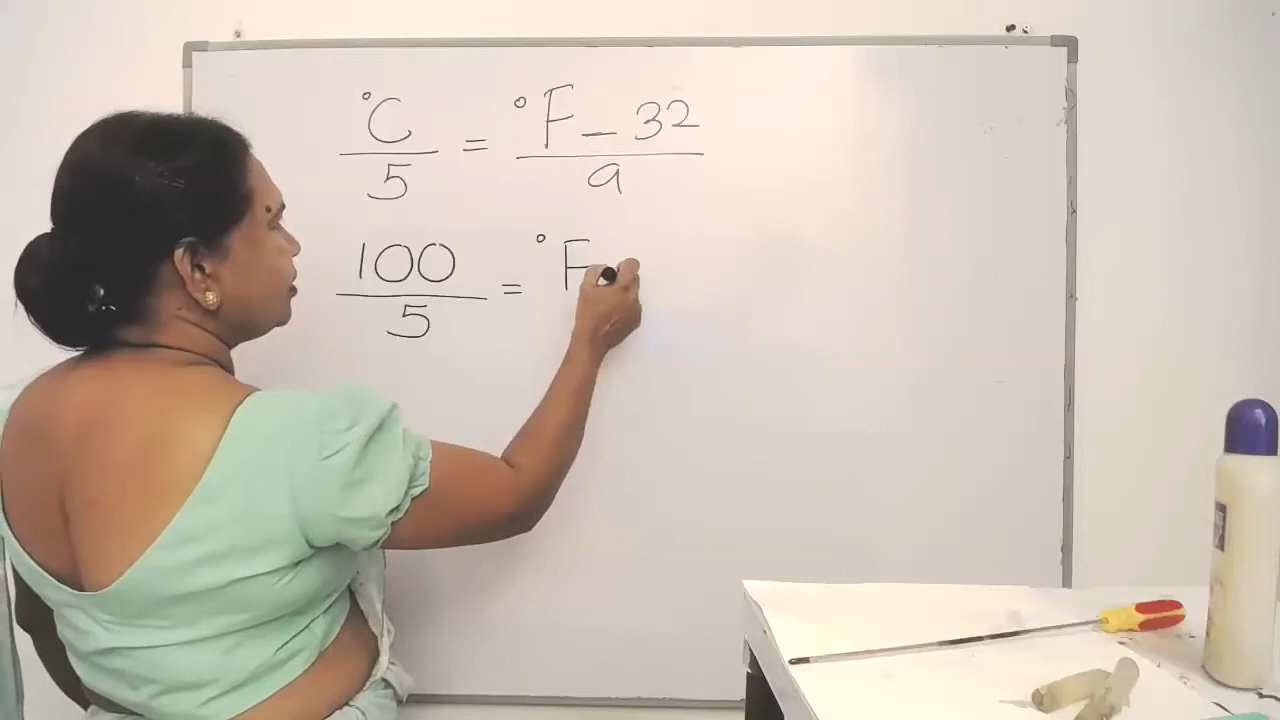 °C/5 = °F - 32/9
100/5 = °F